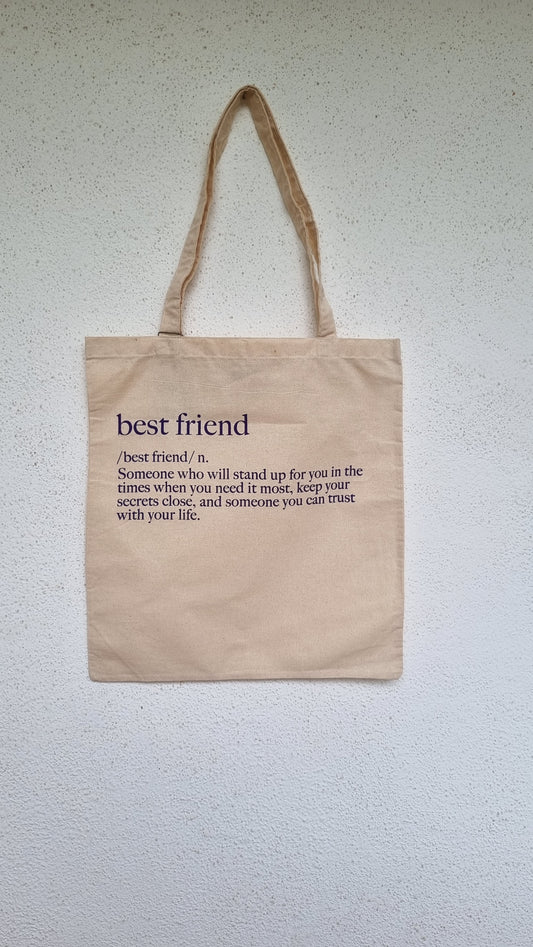 best friend
/best friend/ n.
Someone who will stand up for you in the
times when you need it most, keep your
secrets close, and someone you can trust
with your life.